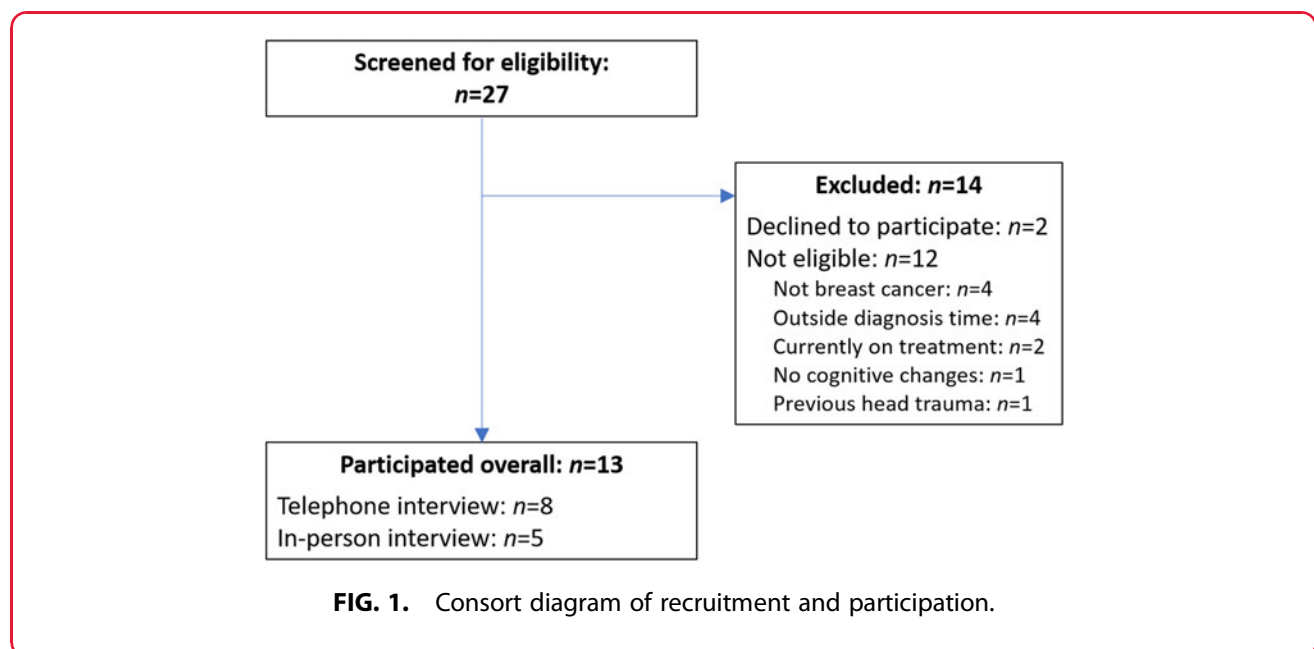 Screened for eligibility:
n=27
Excluded: n=14
Declined to participate: n=2
Not eligible: n=12
Not breast cancer: n=4
Outside diagnosis time: n=4
Currently on treatment: n=2
No cognitive changes: n=1
Previous head trauma: n=1
Participated overall: n=13
Telephone interview: n=8
In-person interview: n=5
FIG. 1. Consort diagram of recruitment and participation.